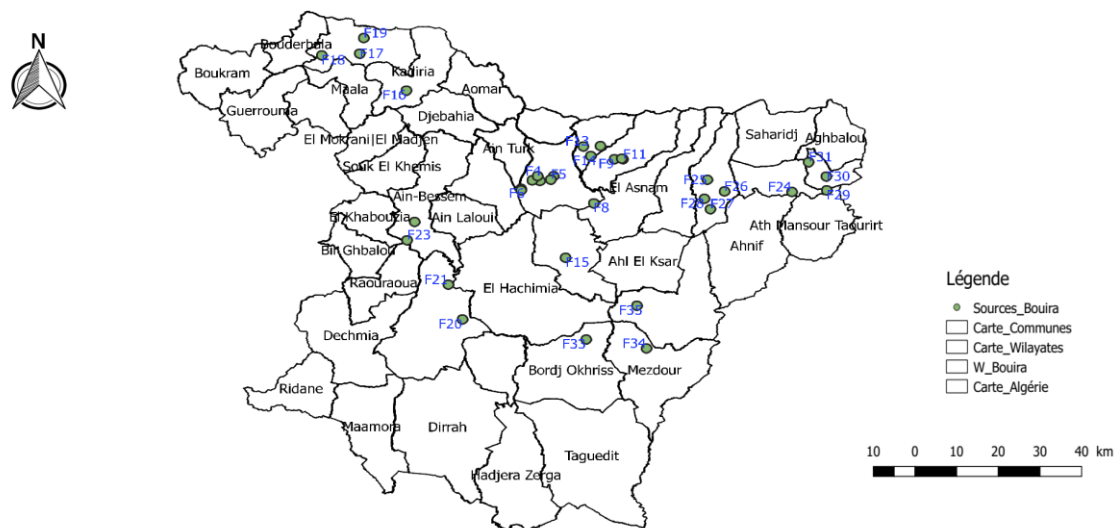 N
F19
Bouderbala
F18
F17
Boukram
Kadiria
Maala
F16
Aomar
Guerrouma
Djebahia
Saharidj
Aghbalou
El Mokrani|El Madjen
Ain Turk
F13
F14
F9
F11
F31
Souk El Khemis
F4
F5
F30
F6
El Asnam
F25
F26
F24
F29
Ain-Bessem
F28
F27
F8
El Khabouzia
Ain Laloui
Ath Mansour Taourirt
F23
Ahnif
Bir Ghbalou
F15
Ahl El Ksar
Raouraoua
F21
El Hachimia
Légende
F35
Sources_Bouira
F20
Carte_Communes
Dechmia
F33
F34
Carte_Wilayates
Bordj Okhriss
Mezdour
W_Bouira
Ridane
Carte_Algérie
Maamora
Dirrah
Taguedit
10 0 10 20 30 40 km
Hadjera Zerga